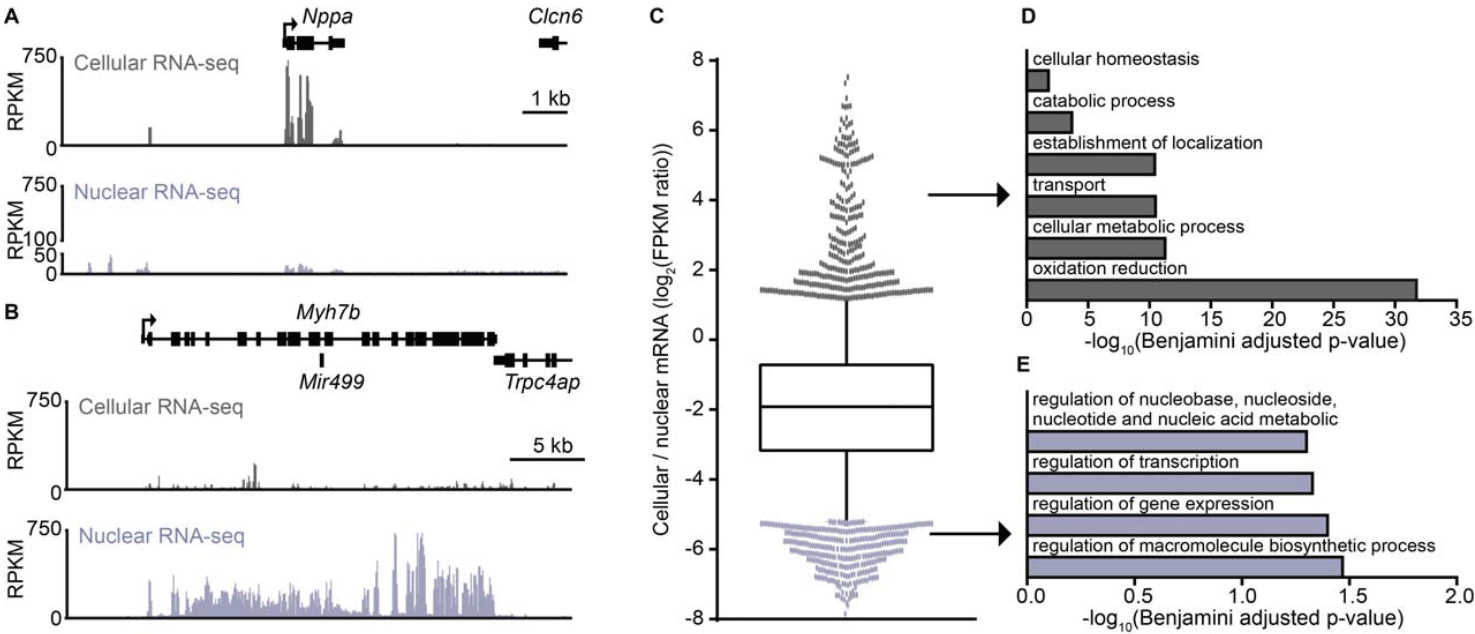 A
Nppa
Clcn6
750
Cellular RNA-seq
RPKM
1 kb
0
750
Nuclear RNA-seq
RPKM
100
50
0
B
Myh7b
Mir499
Trpc4ap
750
Cellular RNA-seq
RPKM
5 kb
0
750
Nuclear RNA-seq
RPKM
0
C
Cellular / nuclear mRNA (log2(FPKM ratio))
8
6
4
2
0
-2
-4
-6
-8
D
cellular homeostasis
catabolic process
establishment of localization
transport
cellular metabolic process
oxidation reduction
0 5 10 15 20 25 30 35
-log10(Benjamini adjusted p-value)
E
regulation of nucleobase, nucleoside,
nucleotide and nucleic acid metabolic
regulation of transcription
regulation of gene expression
regulation of macromolecule biosynthetic process
0.0 0.5 1.0 1.5 2.0
-log10(Benjamini adjusted p-value)